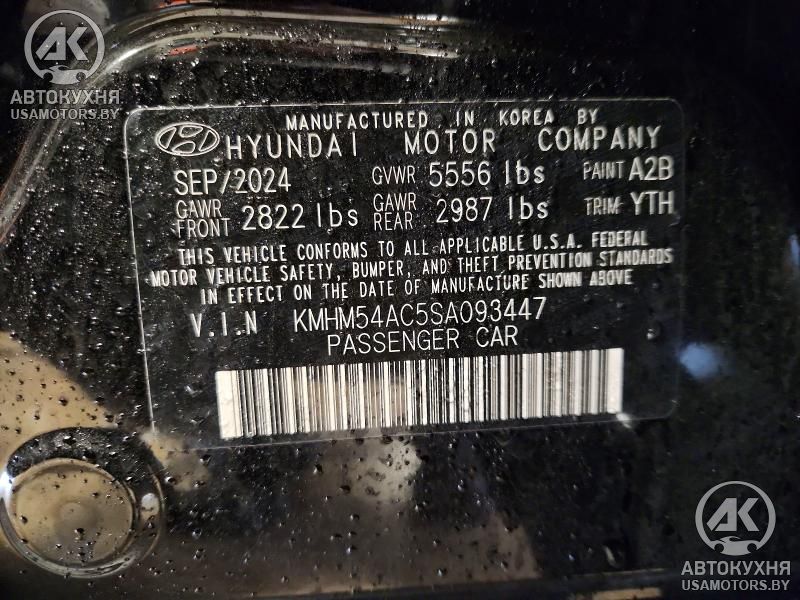 AK
АВТОКУХНЯ
USAMOTORS.BY
MANUFACTURED IN KOREA BY
HYUNDAI MOTOR COMPANY
SEP/2024 GVWR 5556 lbs PAINT A2B
GAWR FRONT 2822 lbs GAWR REAR 2987 lbs TRIM YTH
THIS VEHICLE CONFORMS TO ALL APPLICABLE U.S.A. FEDERAL
MOTOR VEHICLE SAFETY, BUMPER, AND THEFT PREVENTION STANDARDS
IN EFFECT ON THE DATE OF MANUFACTURE SHOWN ABOVE.
V.I.N KMHM54AC5SA093447
PASSENGER CAR
AK
АВТОКУХНЯ
USAMOTORS.BY